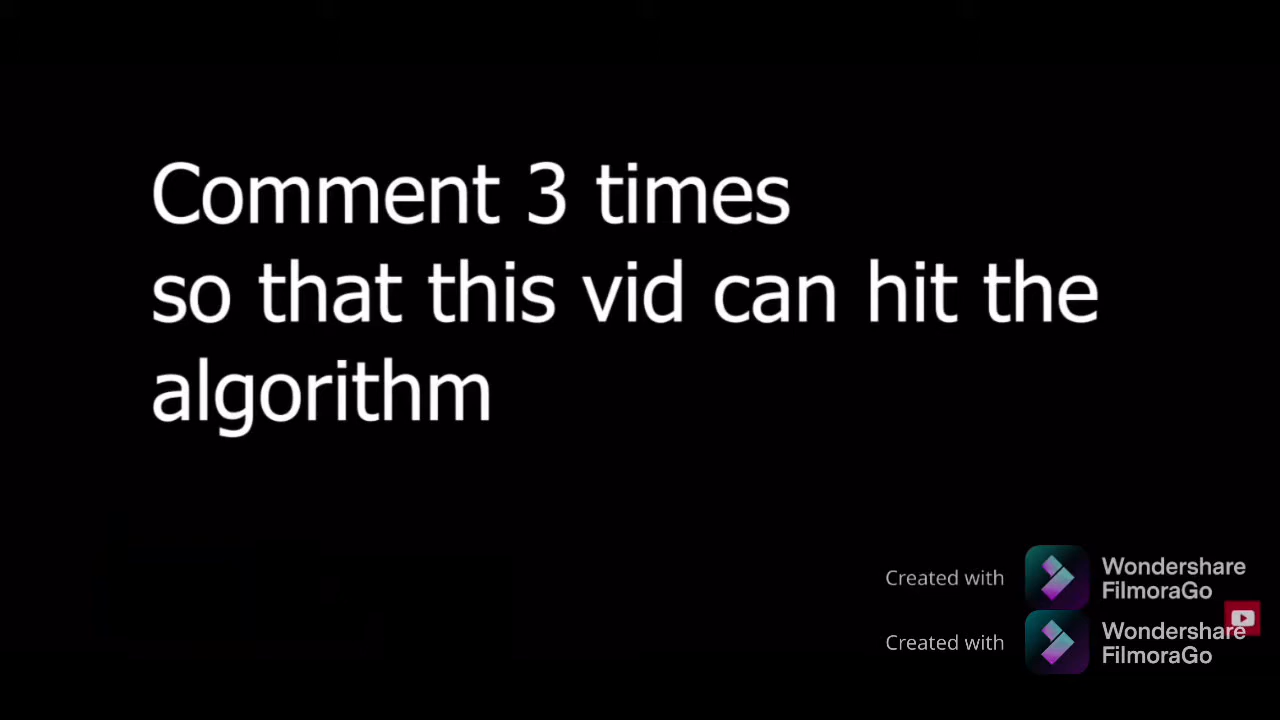 Comment 3 times
so that this vid can hit the
algorithm
Created with Wondershare
FilmoraGo
Created with Wondershare
FilmoraGo